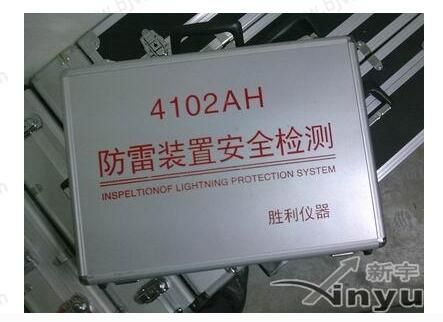 4102AH
防雷装置安全检测
INSPELTIONOF LIGHTNING PROTECTION SYSTEM
胜利仪器
新宇
Xinyu